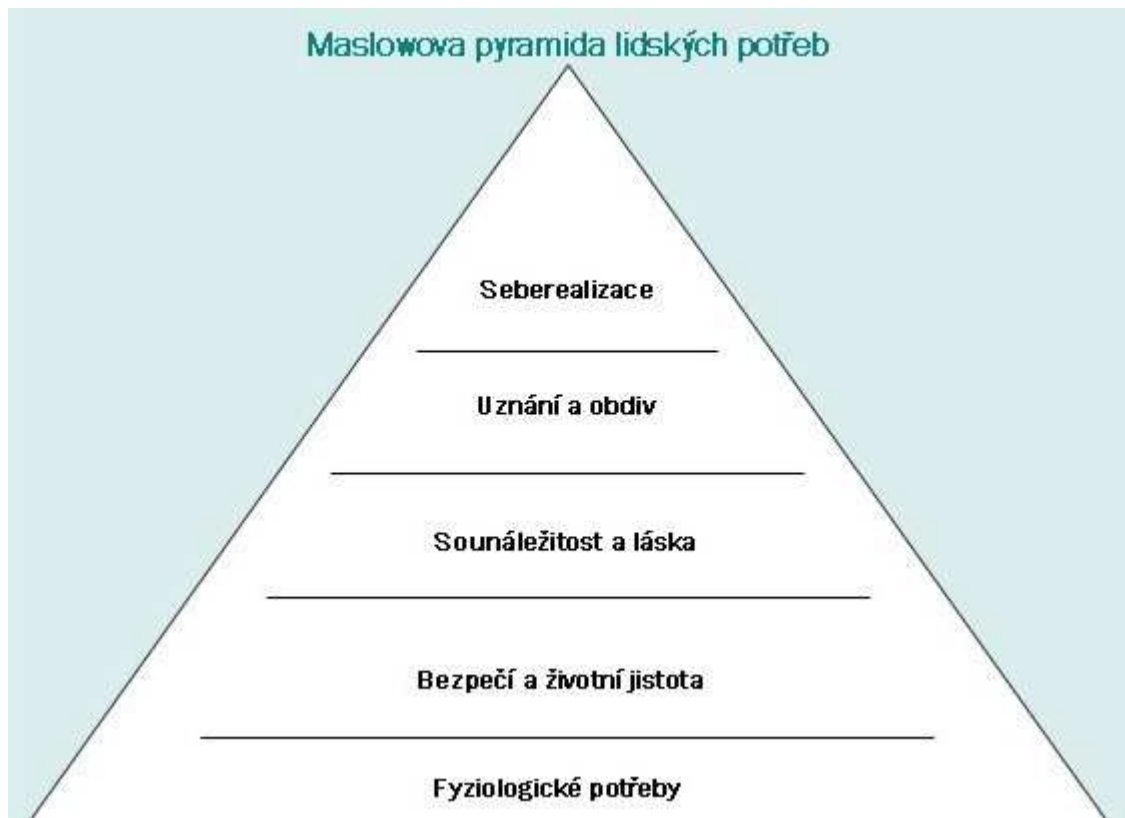 Maslowova pyramida lidských potřeb
Seberealizace
Uznání a obdiv
Sounáležitost a láska
Bezpečí a životní jistota
Fyziologické potřeby